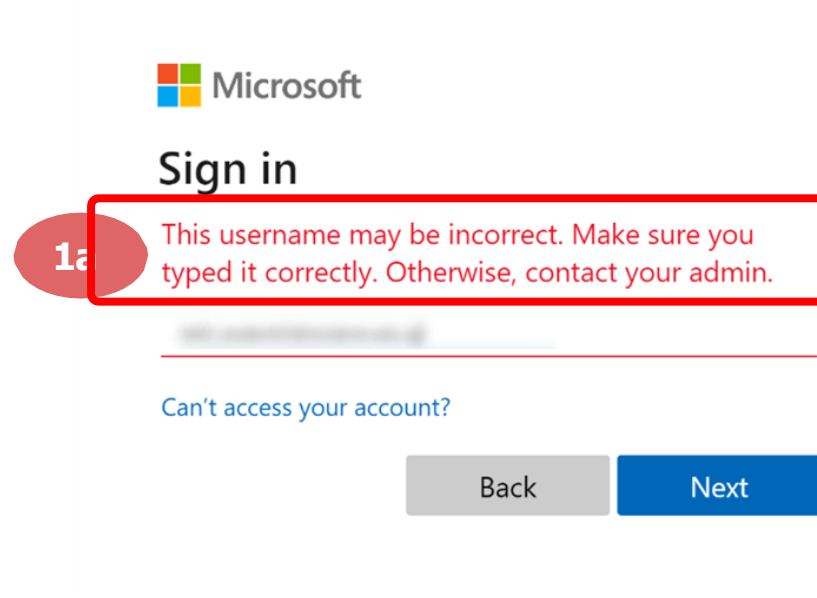 Microsoft
Sign in
This username may be incorrect. Make sure you
1a
typed it correctly. Otherwise, contact your admin.
Can't access your account?
Back Next